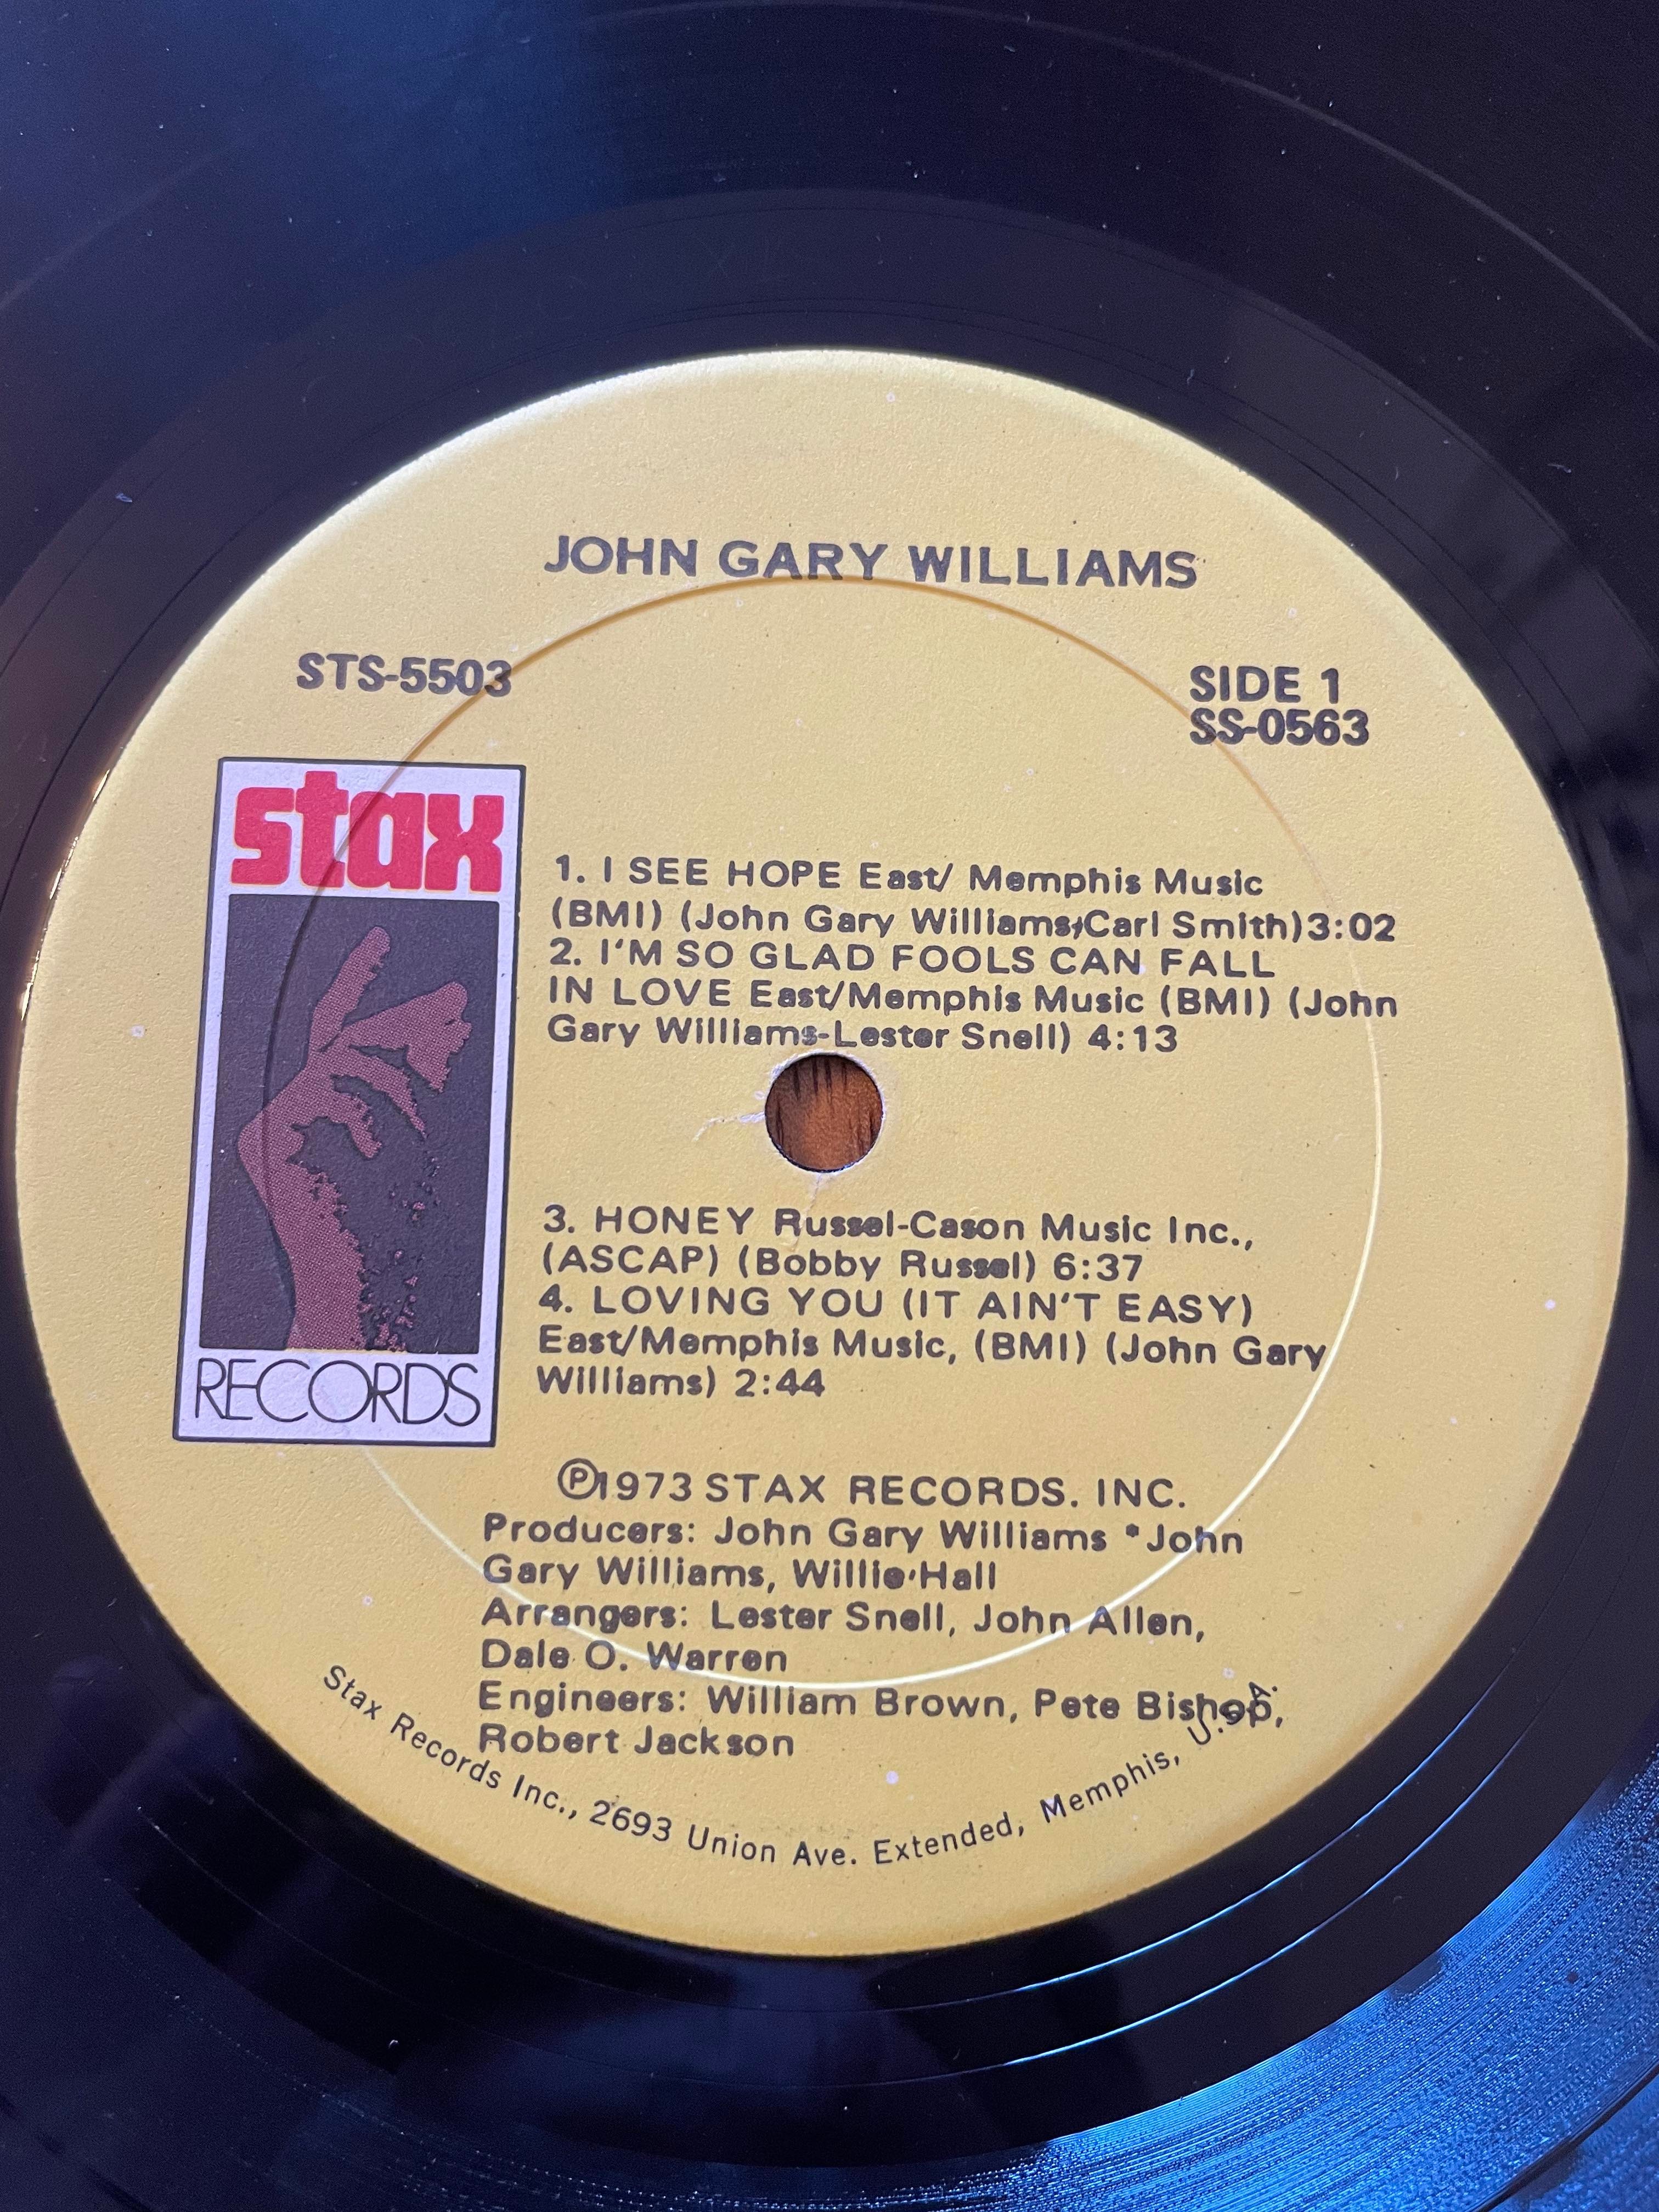 JOHN GARY WILLIAMS
STS-5503
SIDE 1
SS-0563
stax
RECORDS
1. I SEE HOPE East/ Memphis Music
(BMI) (John Gary Williams,Carl Smith)3:02
2. I'M SO GLAD FOOLS CAN FALL
IN LOVE East/Memphis Music (BMI) (John
Gary Williams-Lester Snell) 4:13
3. HONEY Russel-Cason Music Inc.,
(ASCAP) (Bobby Russel) 6:37
4. LOVING YOU (IT AIN'T EASY)
East/Memphis Music, (BMI) (John Gary
Williams) 2:44
Ⓟ1973 STAX RECORDS. INC.
Producers: John Gary Williams *John
Gary Williams, Willie Hall
Arrangers: Lester Snell, John Allen,
Dale O. Warren
Engineers: William Brown, Pete Bishop,
Robert Jackson
Stax Records Inc., 2693 Union Ave. Extended, Memphis, U.S.A.